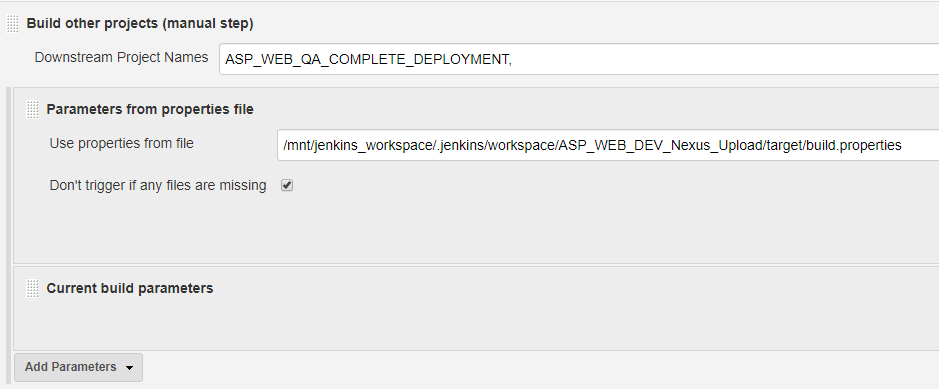 Build other projects (manual step)
Downstream Project Names ASP_WEB_QA_COMPLETE_DEPLOYMENT,
Parameters from properties file
Use properties from file /mnt/jenkins_workspace/.jenkins/workspace/ASP_WEB_DEV_Nexus_Upload/target/build.properties
Don't trigger if any files are missing
Current build parameters
Add Parameters